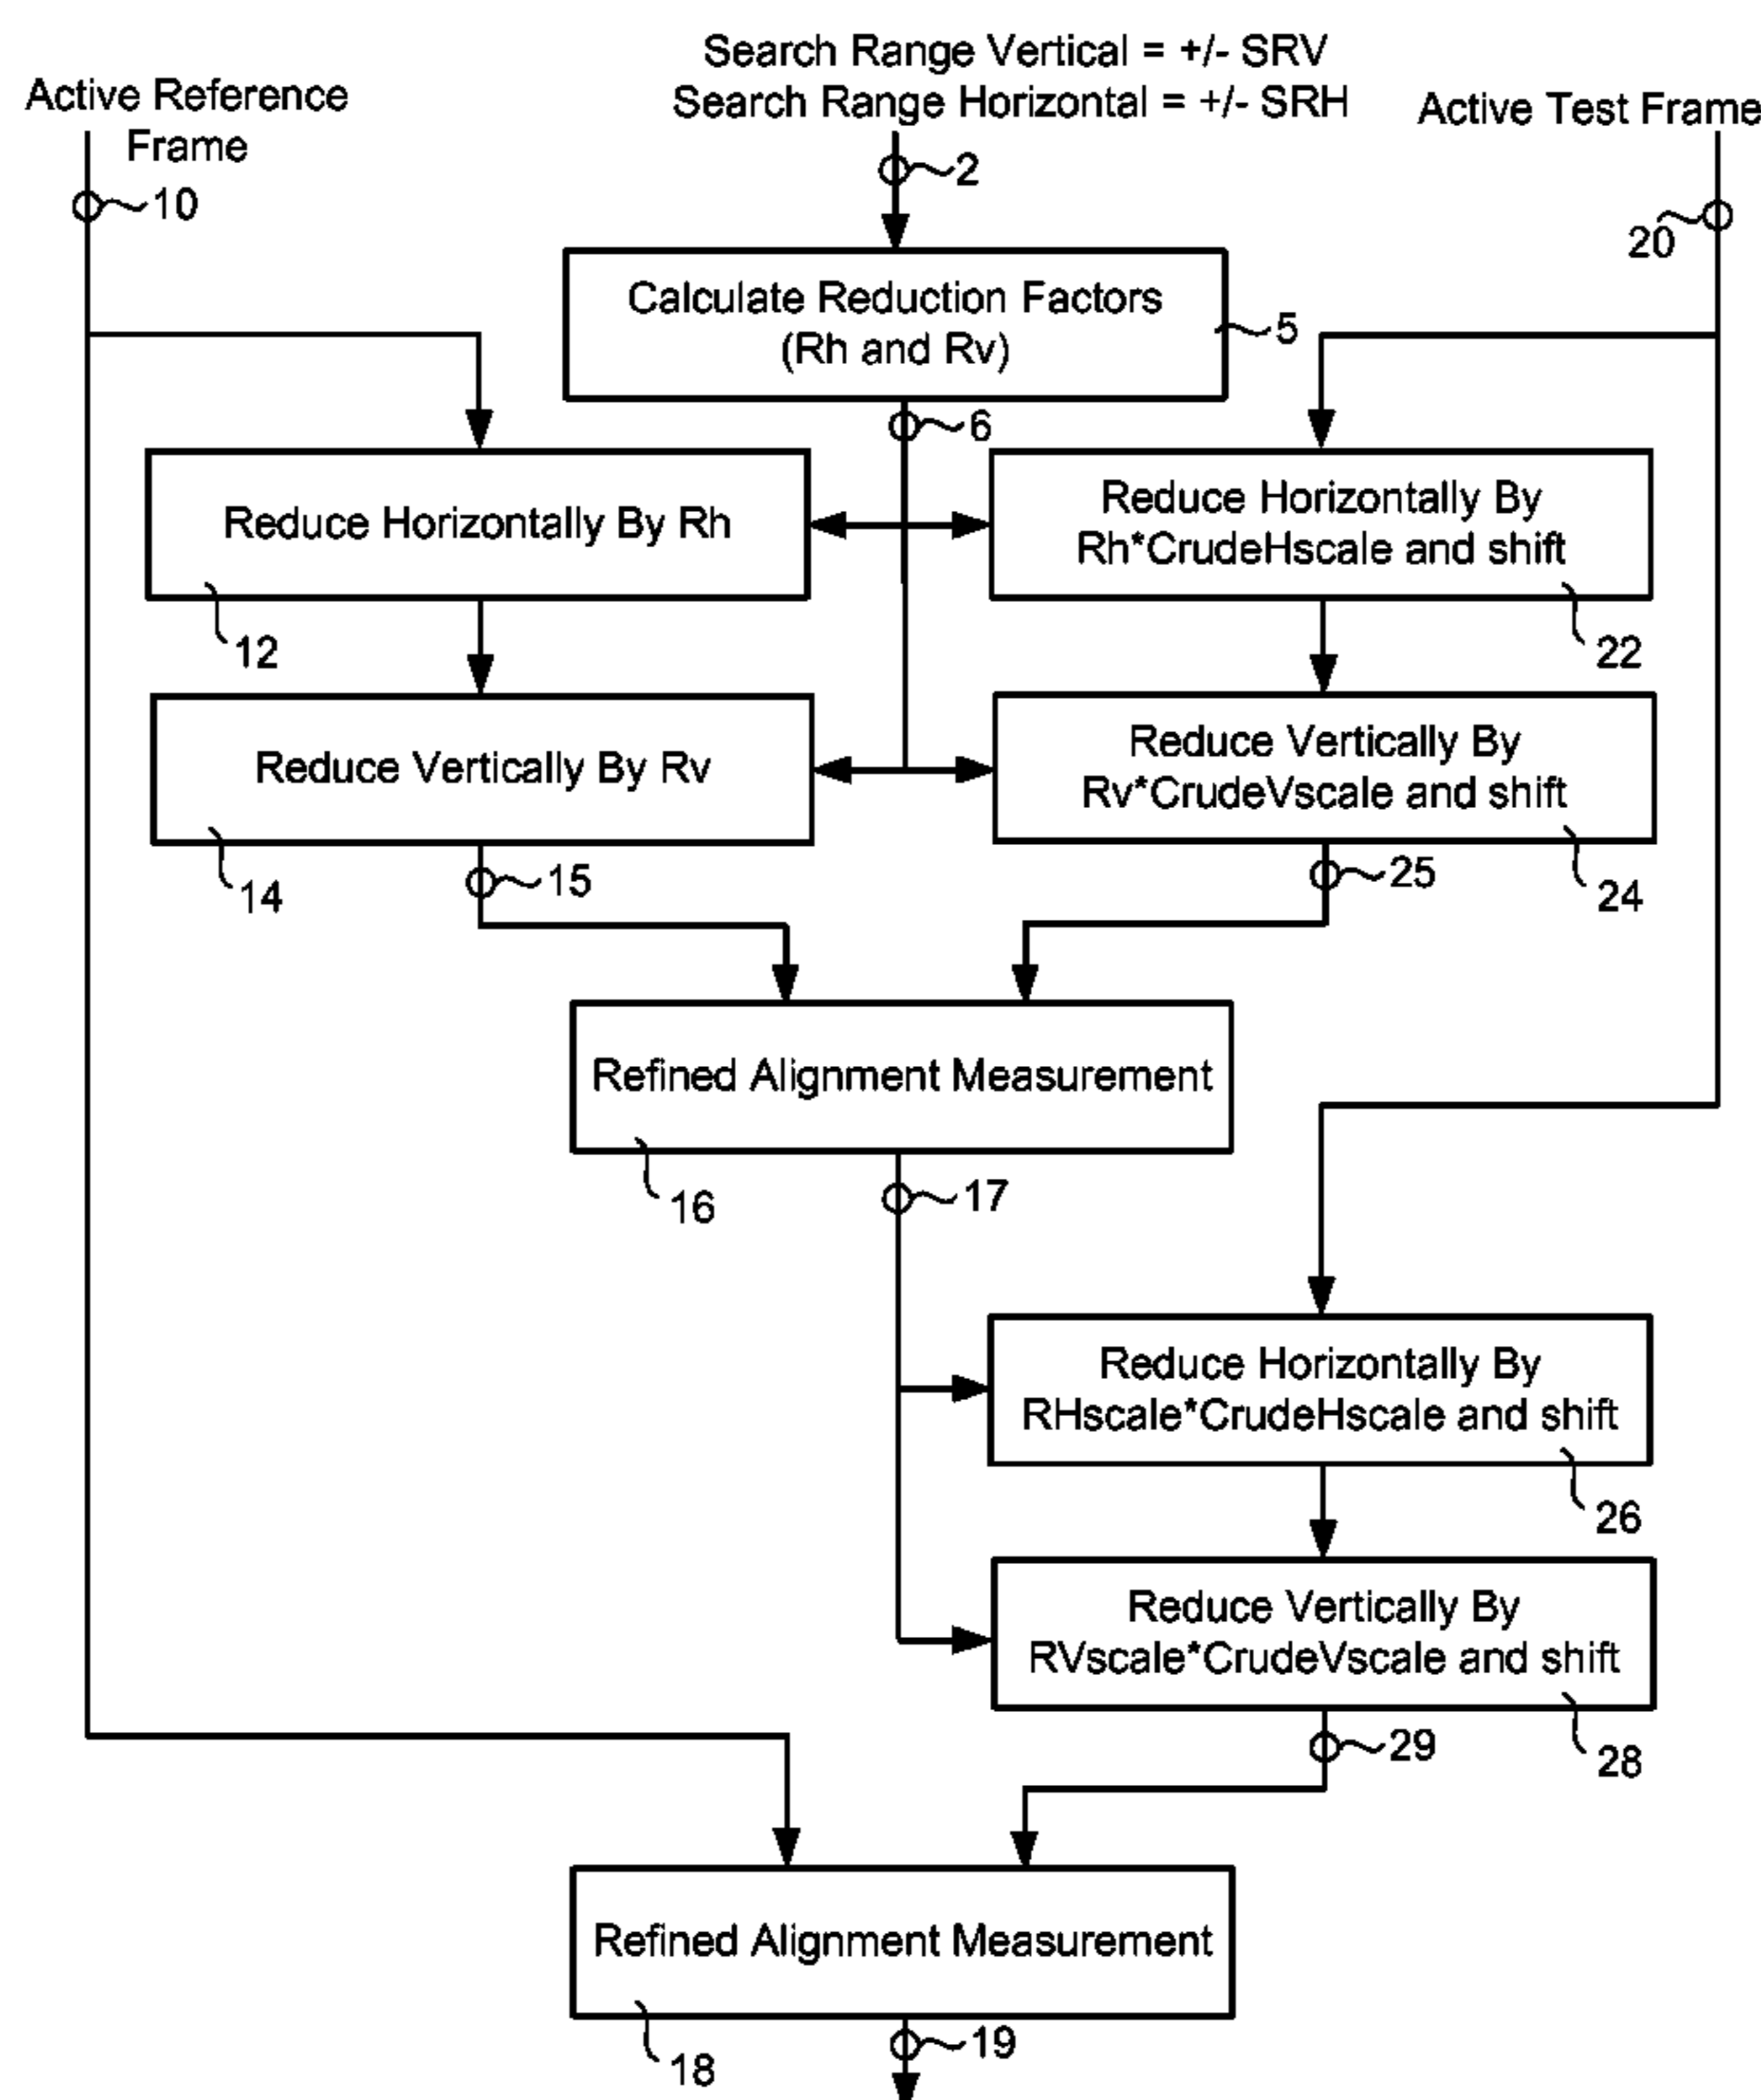 Search Range Vertical = +/- SRV
Search Range Horizontal = +/- SRH
Active Reference
Frame
Active Test Frame
2
10
20
Calculate Reduction Factors
(Rh and Rv)
5
6
Reduce Horizontally By Rh
12
Reduce Horizontally By
Rh*CrudeHscale and shift
22
Reduce Vertically By Rv
14
Reduce Vertically By
Rv*CrudeVscale and shift
24
15
25
Refined Alignment Measurement
16
17
Reduce Horizontally By
RHscale*CrudeHscale and shift
26
Reduce Vertically By
RVscale*CrudeVscale and shift
28
29
Refined Alignment Measurement
18
19